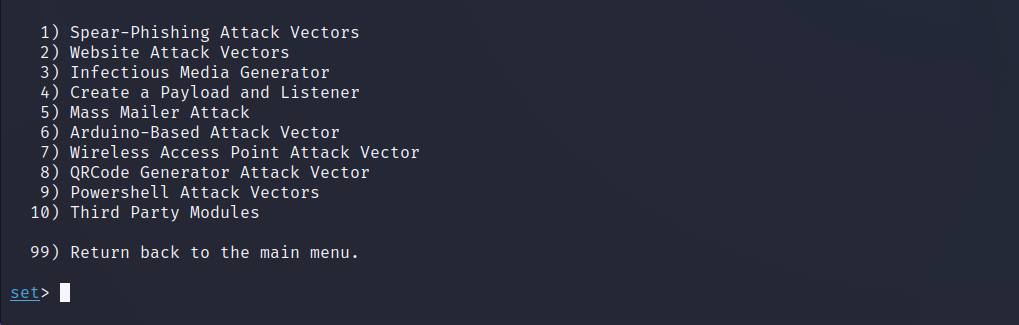 1) Spear-Phishing Attack Vectors
2) Website Attack Vectors
3) Infectious Media Generator
4) Create a Payload and Listener
5) Mass Mailer Attack
6) Arduino-Based Attack Vector
7) Wireless Access Point Attack Vector
8) QRCode Generator Attack Vector
9) Powershell Attack Vectors
10) Third Party Modules
99) Return back to the main menu.
set>